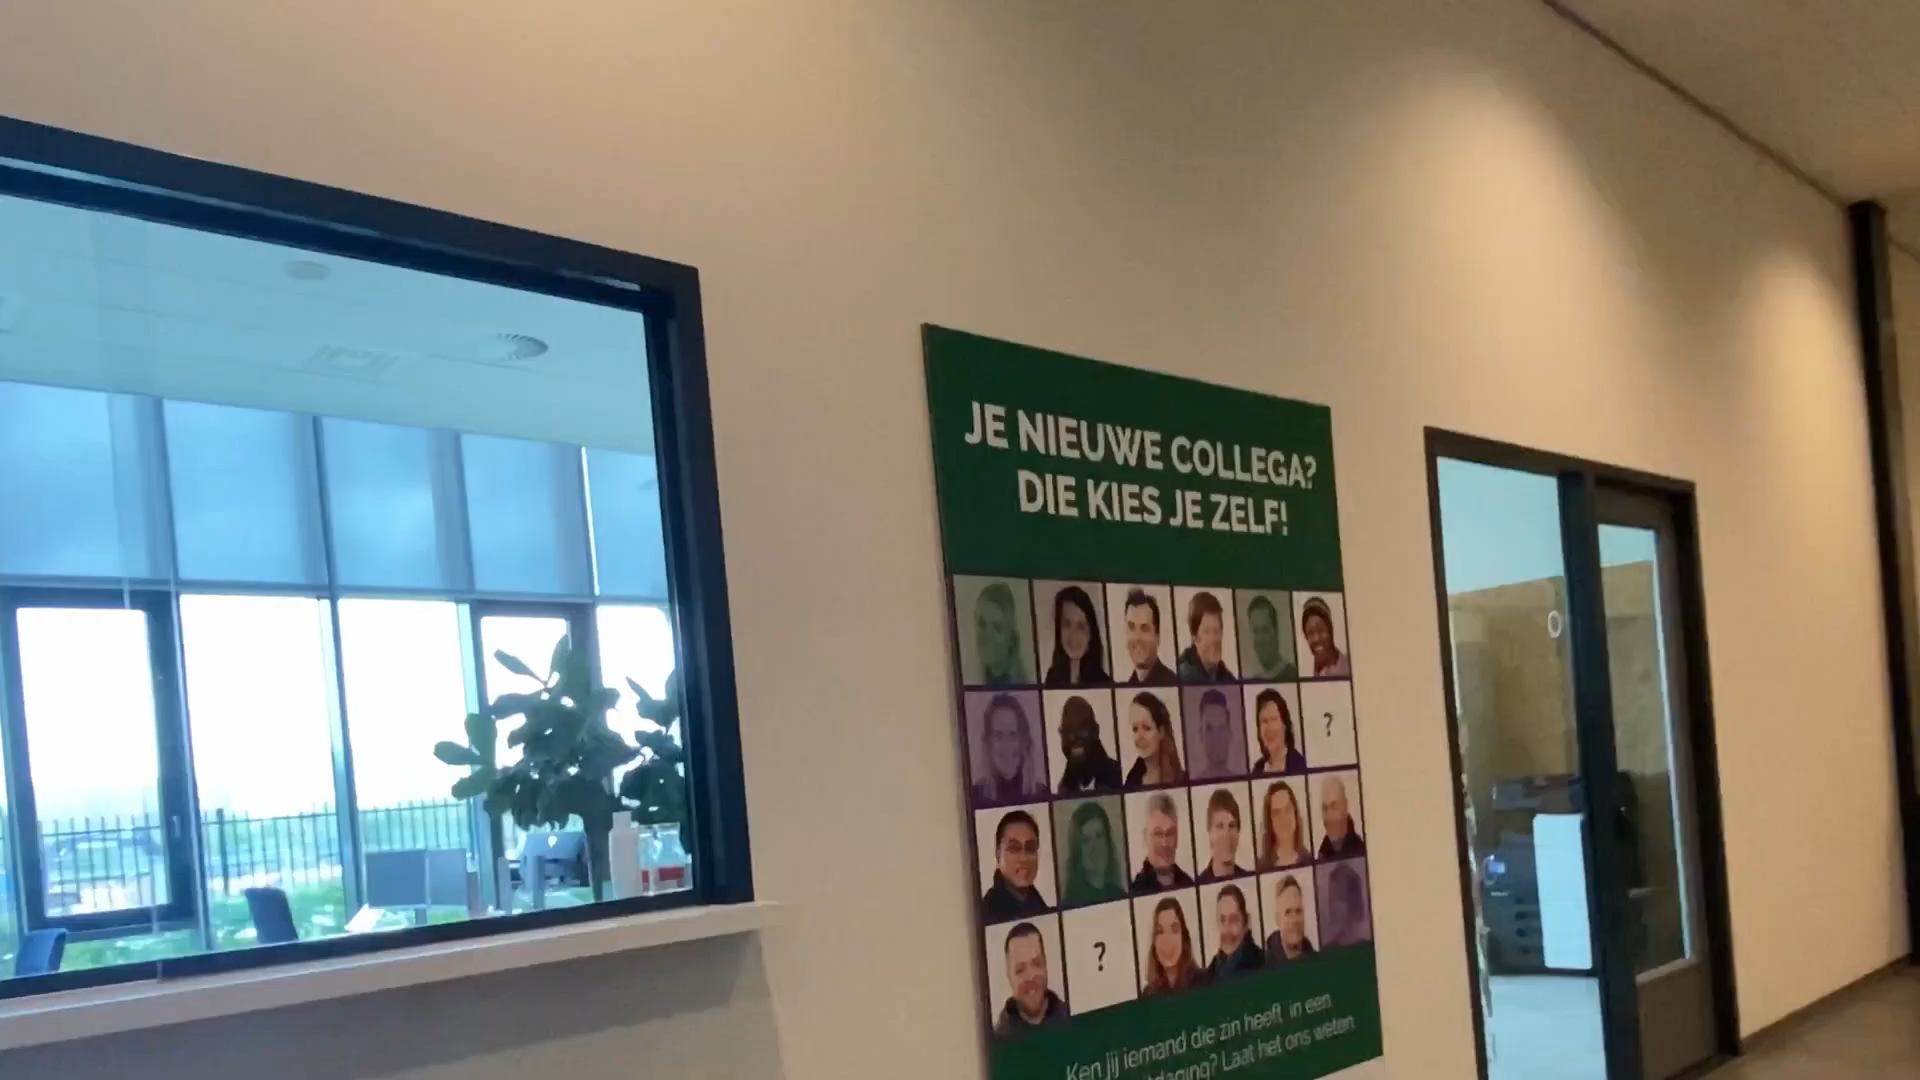 JE NIEUWE COLLEGA?
DIE KIES JE ZELF!
?
?
Ken jij iemand die zin heeft in een
Laat het ons weten